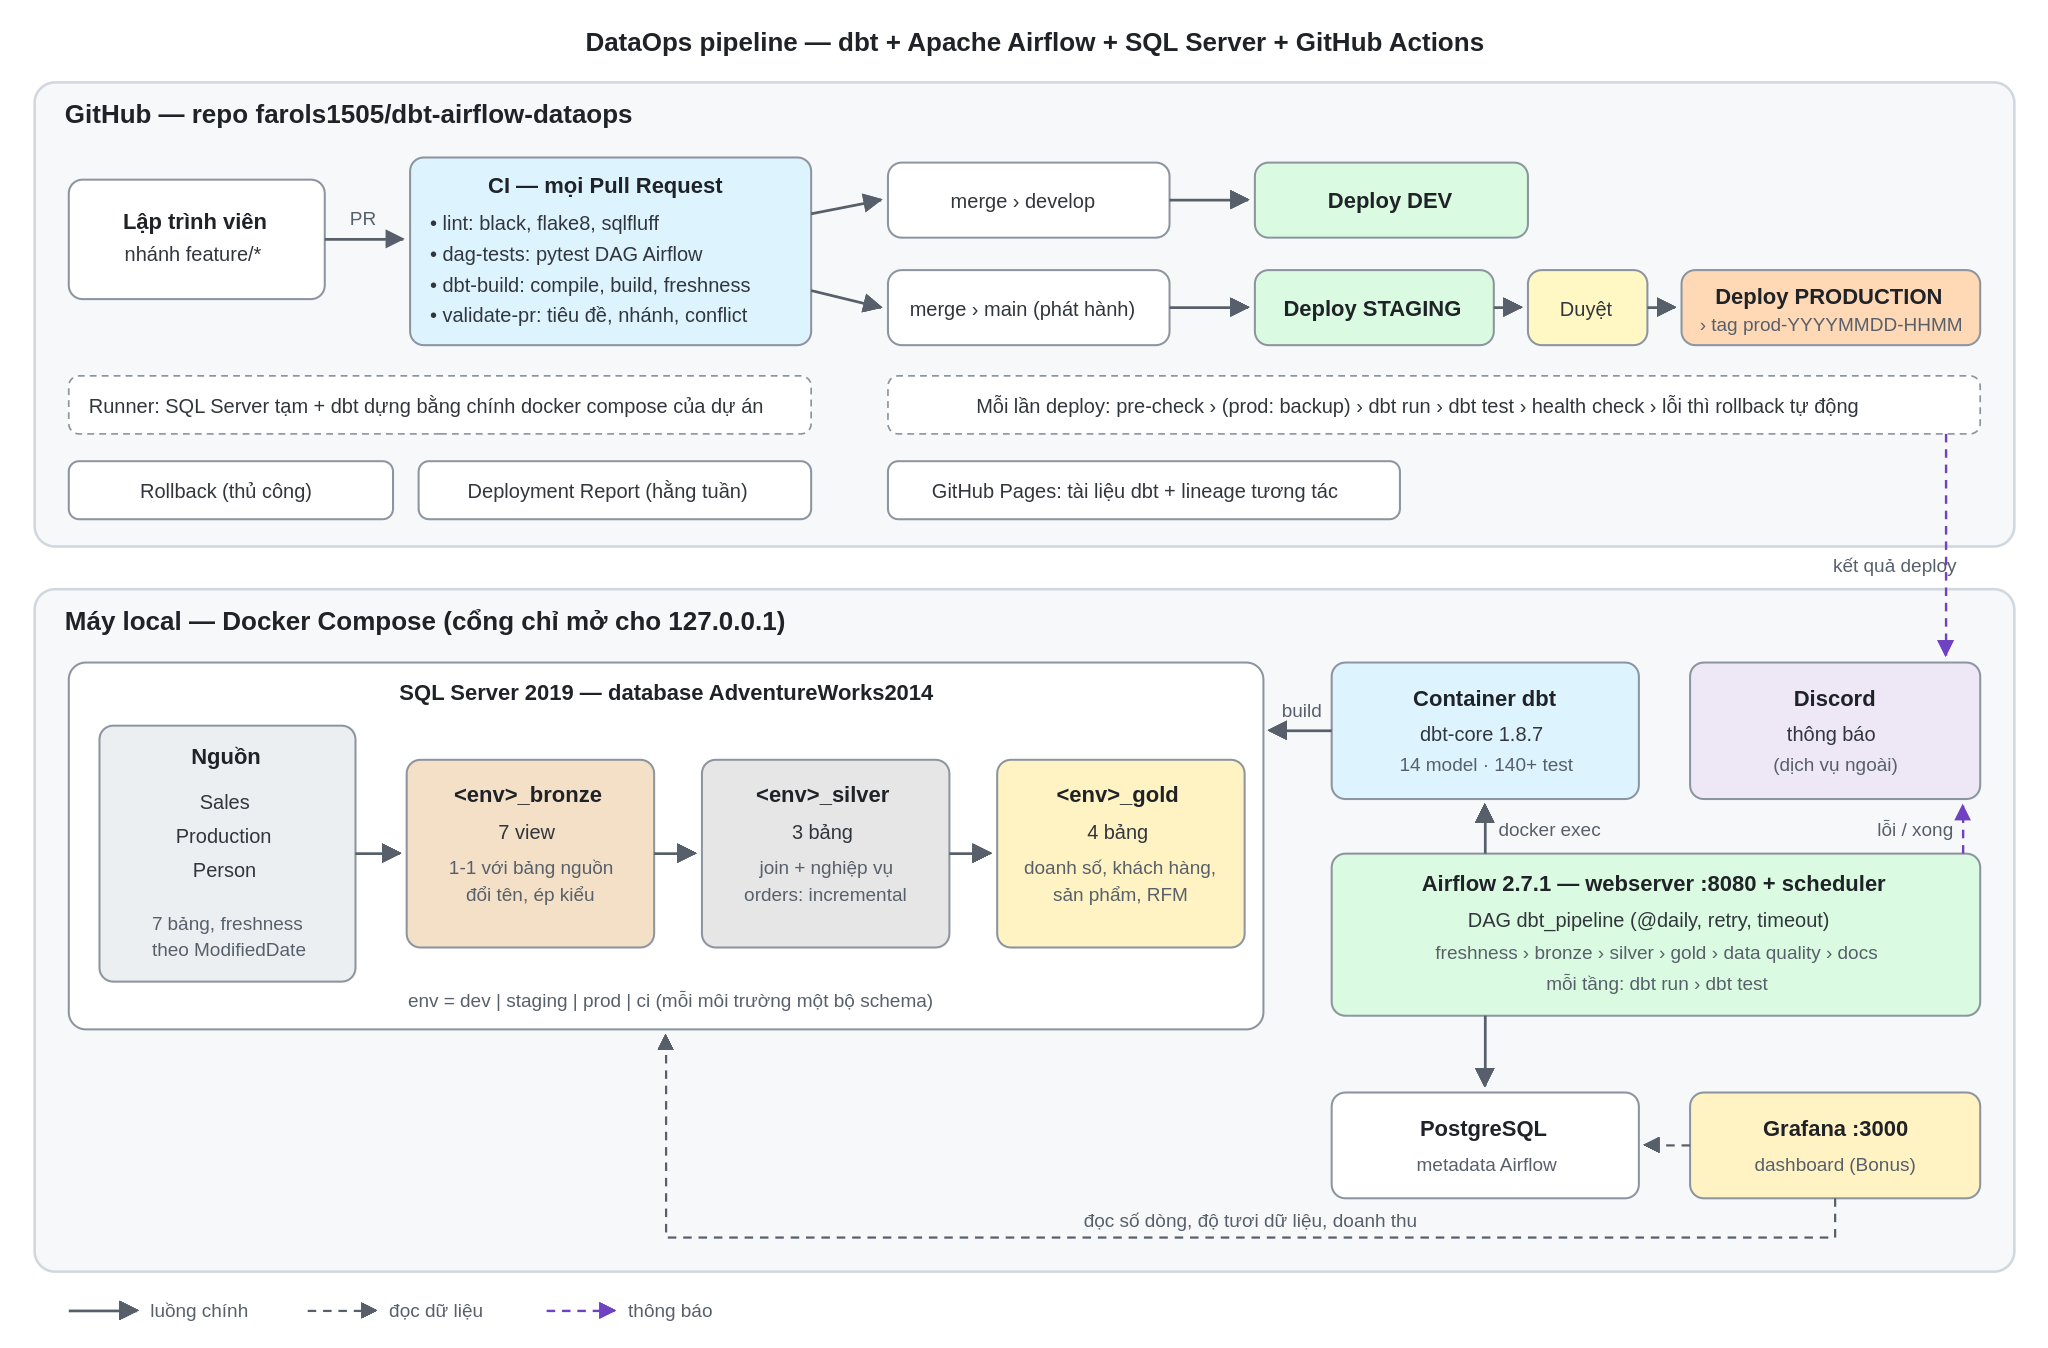 DataOps pipeline — dbt + Apache Airflow + SQL Server + GitHub Actions
GitHub — repo farols1505/dbt-airflow-dataops
Lập trình viên
nhánh feature/*
PR
CI — mọi Pull Request
• lint: black, flake8, sqlfluff
• dag-tests: pytest DAG Airflow
• dbt-build: compile, build, freshness
• validate-pr: tiêu đề, nhánh, conflict
merge › develop
Deploy DEV
merge › main (phát hành)
Deploy STAGING
Duyệt
Deploy PRODUCTION
› tag prod-YYYYMMDD-HHMM
Runner: SQL Server tạm + dbt dựng bằng chính docker compose của dự án
Mỗi lần deploy: pre-check › (prod: backup) › dbt run › dbt test › health check › lỗi thì rollback tự động
Rollback (thủ công)
Deployment Report (hằng tuần)
GitHub Pages: tài liệu dbt + lineage tương tác
kết quả deploy
Máy local — Docker Compose (cổng chỉ mở cho 127.0.0.1)
SQL Server 2019 — database AdventureWorks2014
Nguồn
Sales
Production
Person
7 bảng, freshness
theo ModifiedDate
<env>_bronze
7 view
1-1 với bảng nguồn
đổi tên, ép kiểu
<env>_silver
3 bảng
join + nghiệp vụ
orders: incremental
<env>_gold
4 bảng
doanh số, khách hàng,
sản phẩm, RFM
env = dev | staging | prod | ci (mỗi môi trường một bộ schema)
build
Container dbt
dbt-core 1.8.7
14 model · 140+ test
Discord
thông báo
(dịch vụ ngoài)
docker exec
lỗi / xong
Airflow 2.7.1 — webserver :8080 + scheduler
DAG dbt_pipeline (@daily, retry, timeout)
freshness › bronze › silver › gold › data quality › docs
mỗi tầng: dbt run › dbt test
PostgreSQL
metadata Airflow
Grafana :3000
dashboard (Bonus)
đọc số dòng, độ tươi dữ liệu, doanh thu
luồng chính
đọc dữ liệu
thông báo